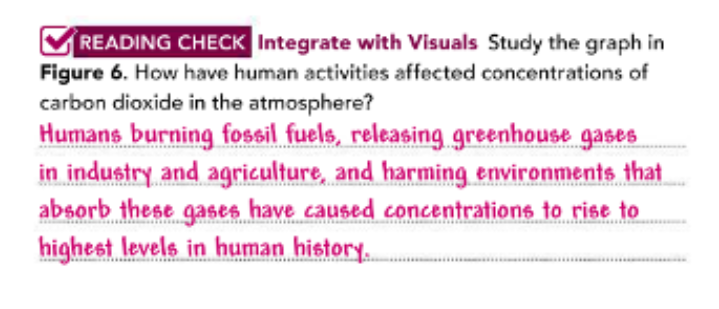 READING CHECK Integrate with Visuals Study the graph in
Figure 6. How have human activities affected concentrations of
carbon dioxide in the atmosphere?
Humans burning fossil fuels, releasing greenhouse gases
in industry and agriculture, and harming environments that
absorb these gases have caused concentrations to rise to
highest levels in human history.